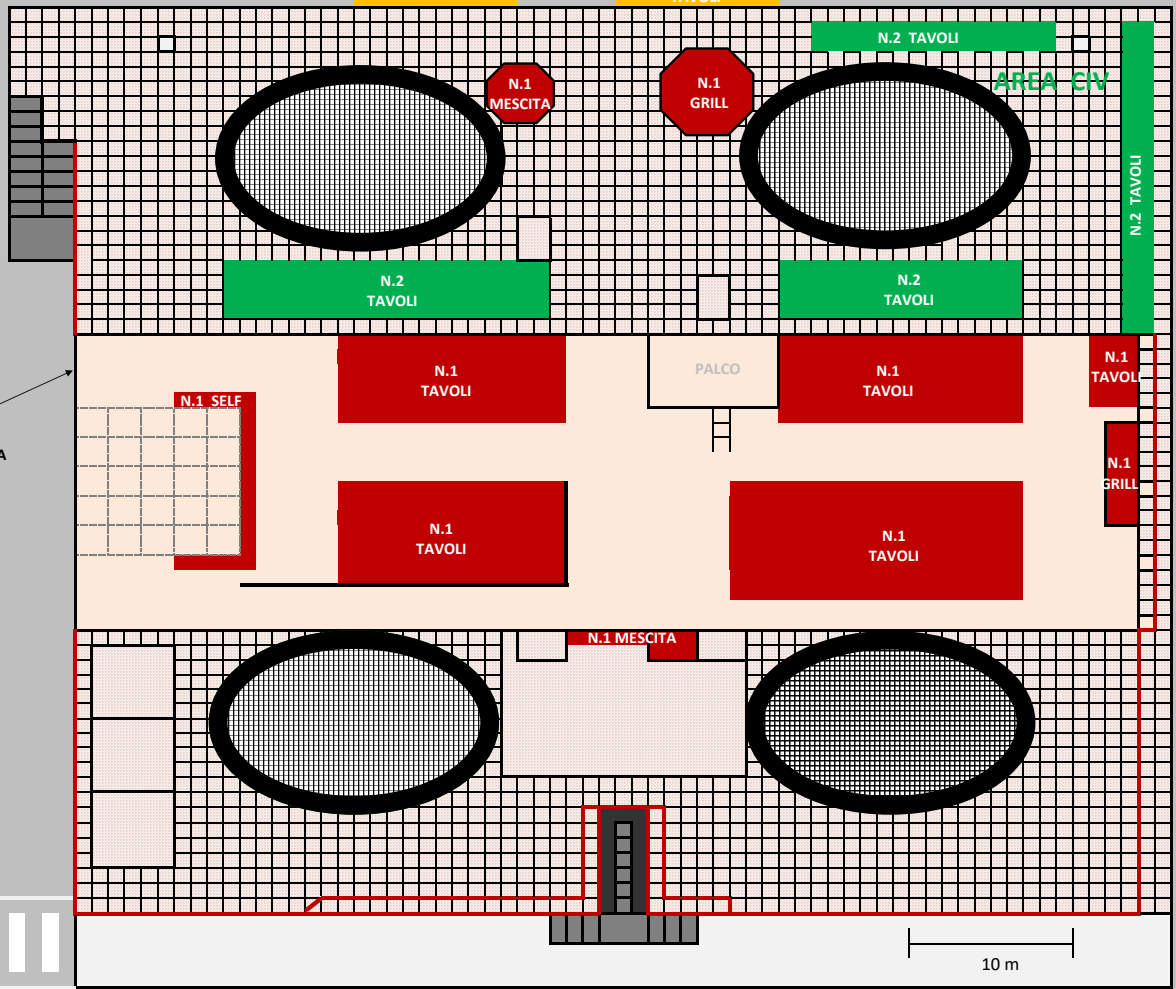 TAVOLI
N.2 TAVOLI
N.1
MESCITA
N.1
GRILL
AREA CIV
N.2 TAVOLI
N.2
TAVOLI
N.2
TAVOLI
N.1
TAVOLI
PALCO
N.1
TAVOLI
N.1
TAVOLI
N.1 SELF
A
N.1
GRILL
N.1
TAVOLI
N.1
TAVOLI
N.1 MESCITA
10 m